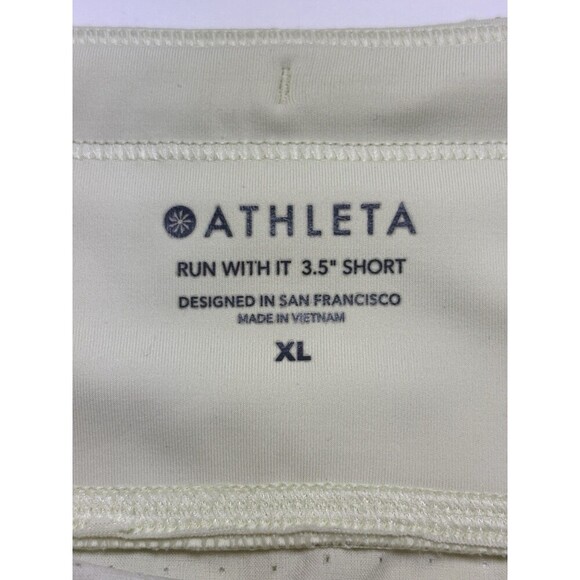 ATHLETA
RUN WITH IT 3.5" SHORT
DESIGNED IN SAN FRANCISCO
MADE IN VIETNAM
XL